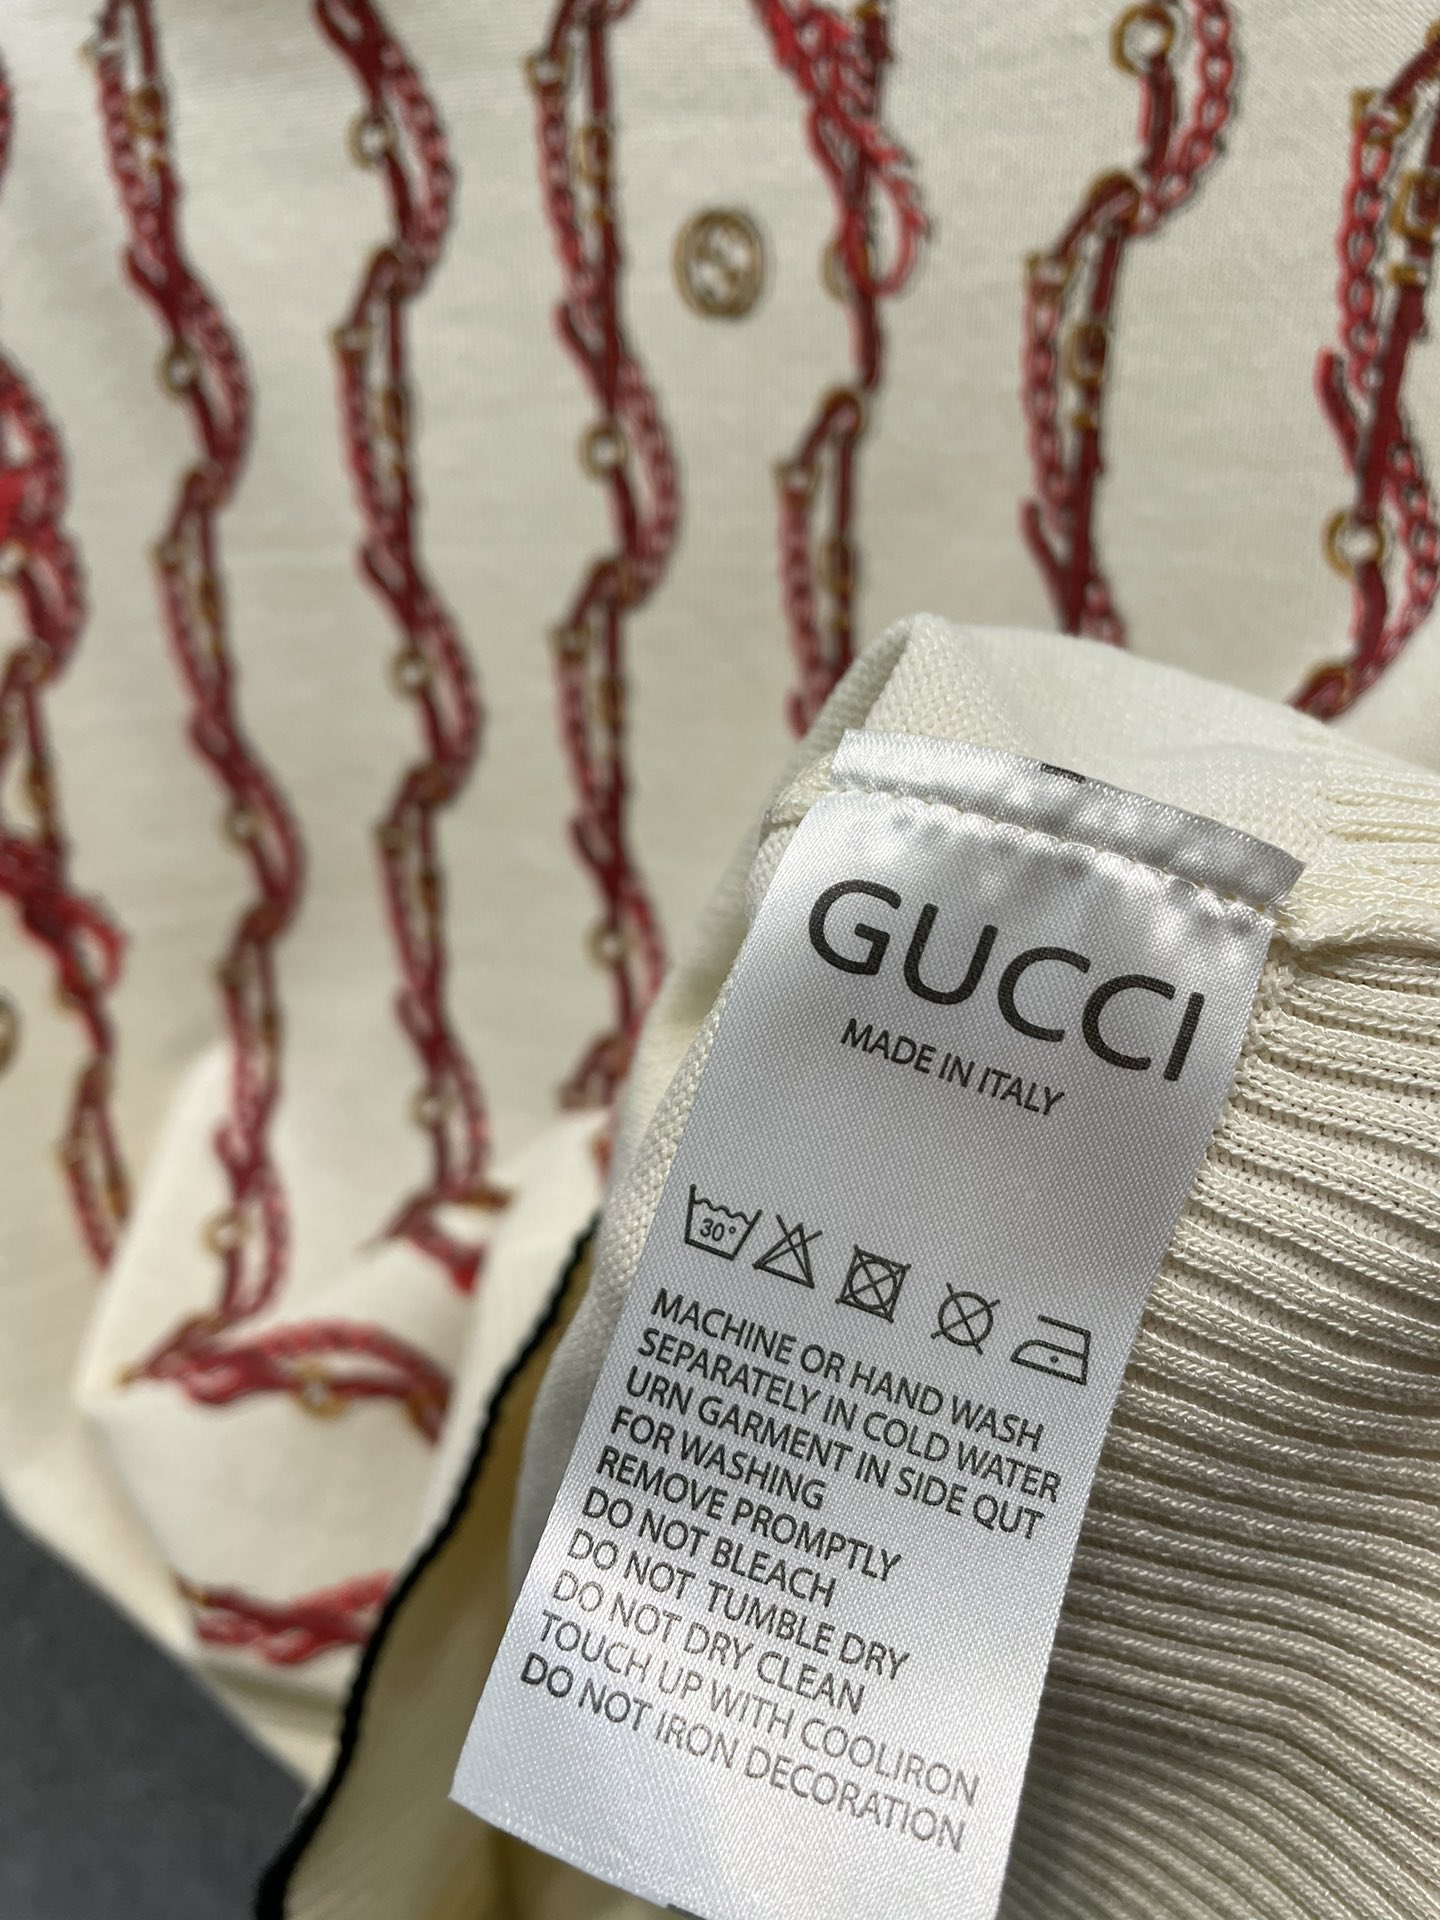 GUCCI
MADE IN ITALY
30°
MACHINE OR HAND WASH
SEPARATELY IN COLD WATER
URN GARMENT IN SIDE QUT
FOR WASHING
REMOVE PROMPTLY
DO NOT BLEACH
DO NOT TUMBLE DRY
DO NOT DRY CLEAN
TOUCH UP WITH COOLIRON
DO NOT IRON DECORATION